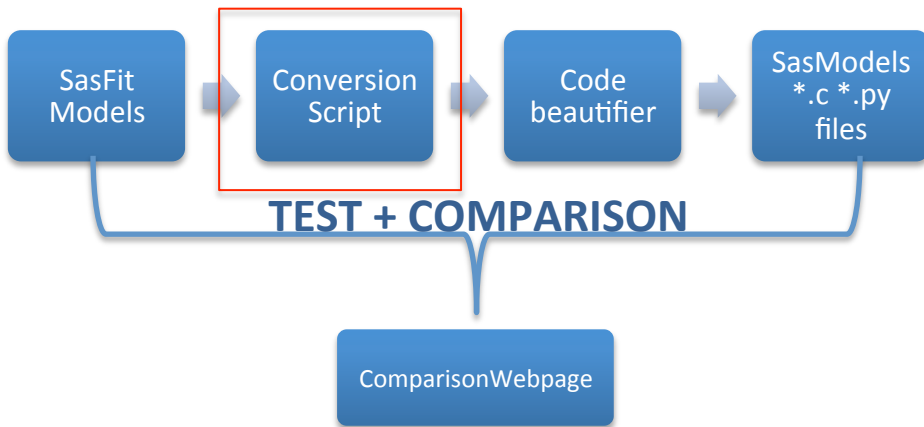 SasFit
Models
Conversion
Script
Code
beautifier
SasModels
*.c *.py
files
TEST + COMPARISON
ComparisonWebpage